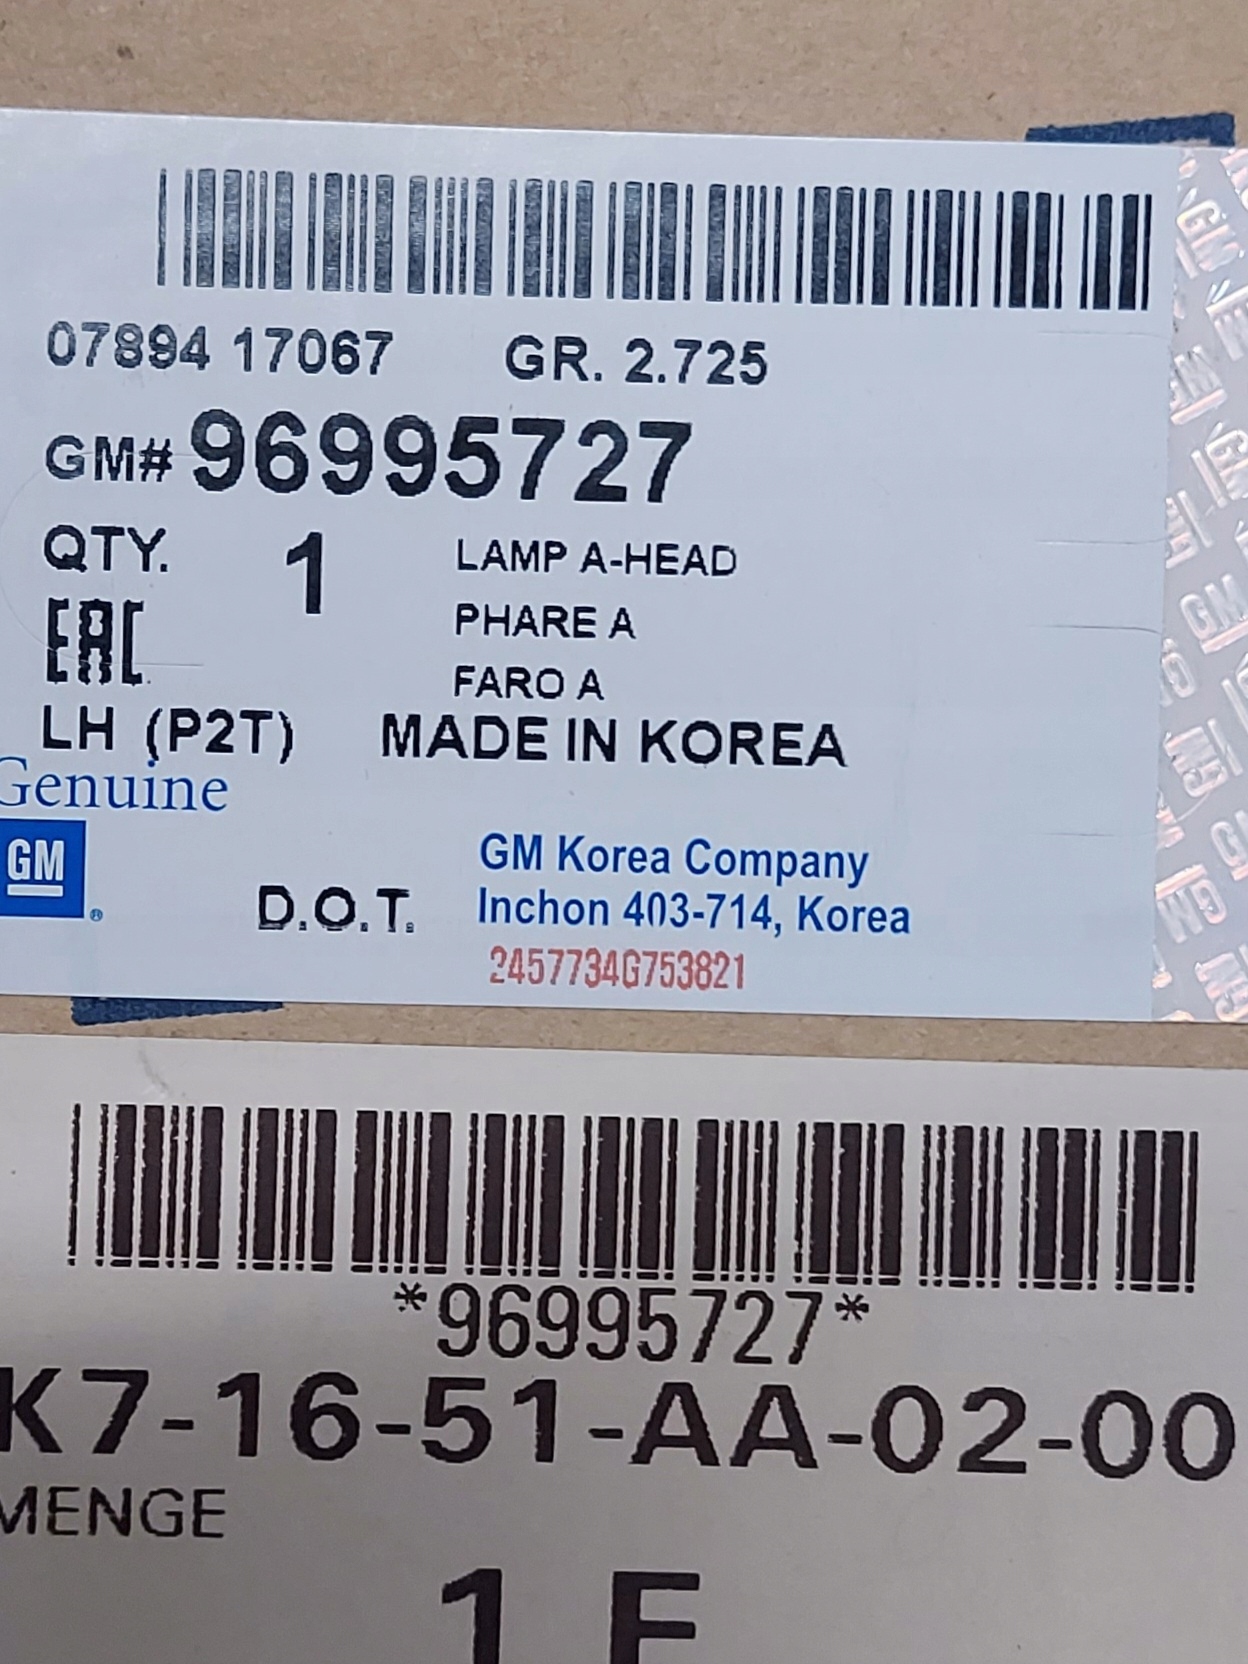 07894 17067 GR. 2.725
GM# 96995727
QTY. 1 LAMP A-HEAD
PHARE A
EAC
FARO A
LH (P2T) MADE IN KOREA
Genuine
GM
®
D.O.T.
GM Korea Company
Inchon 403-714, Korea
2457734G753821
*96995727*
K7-16-51-AA-02-00
MENGE
1